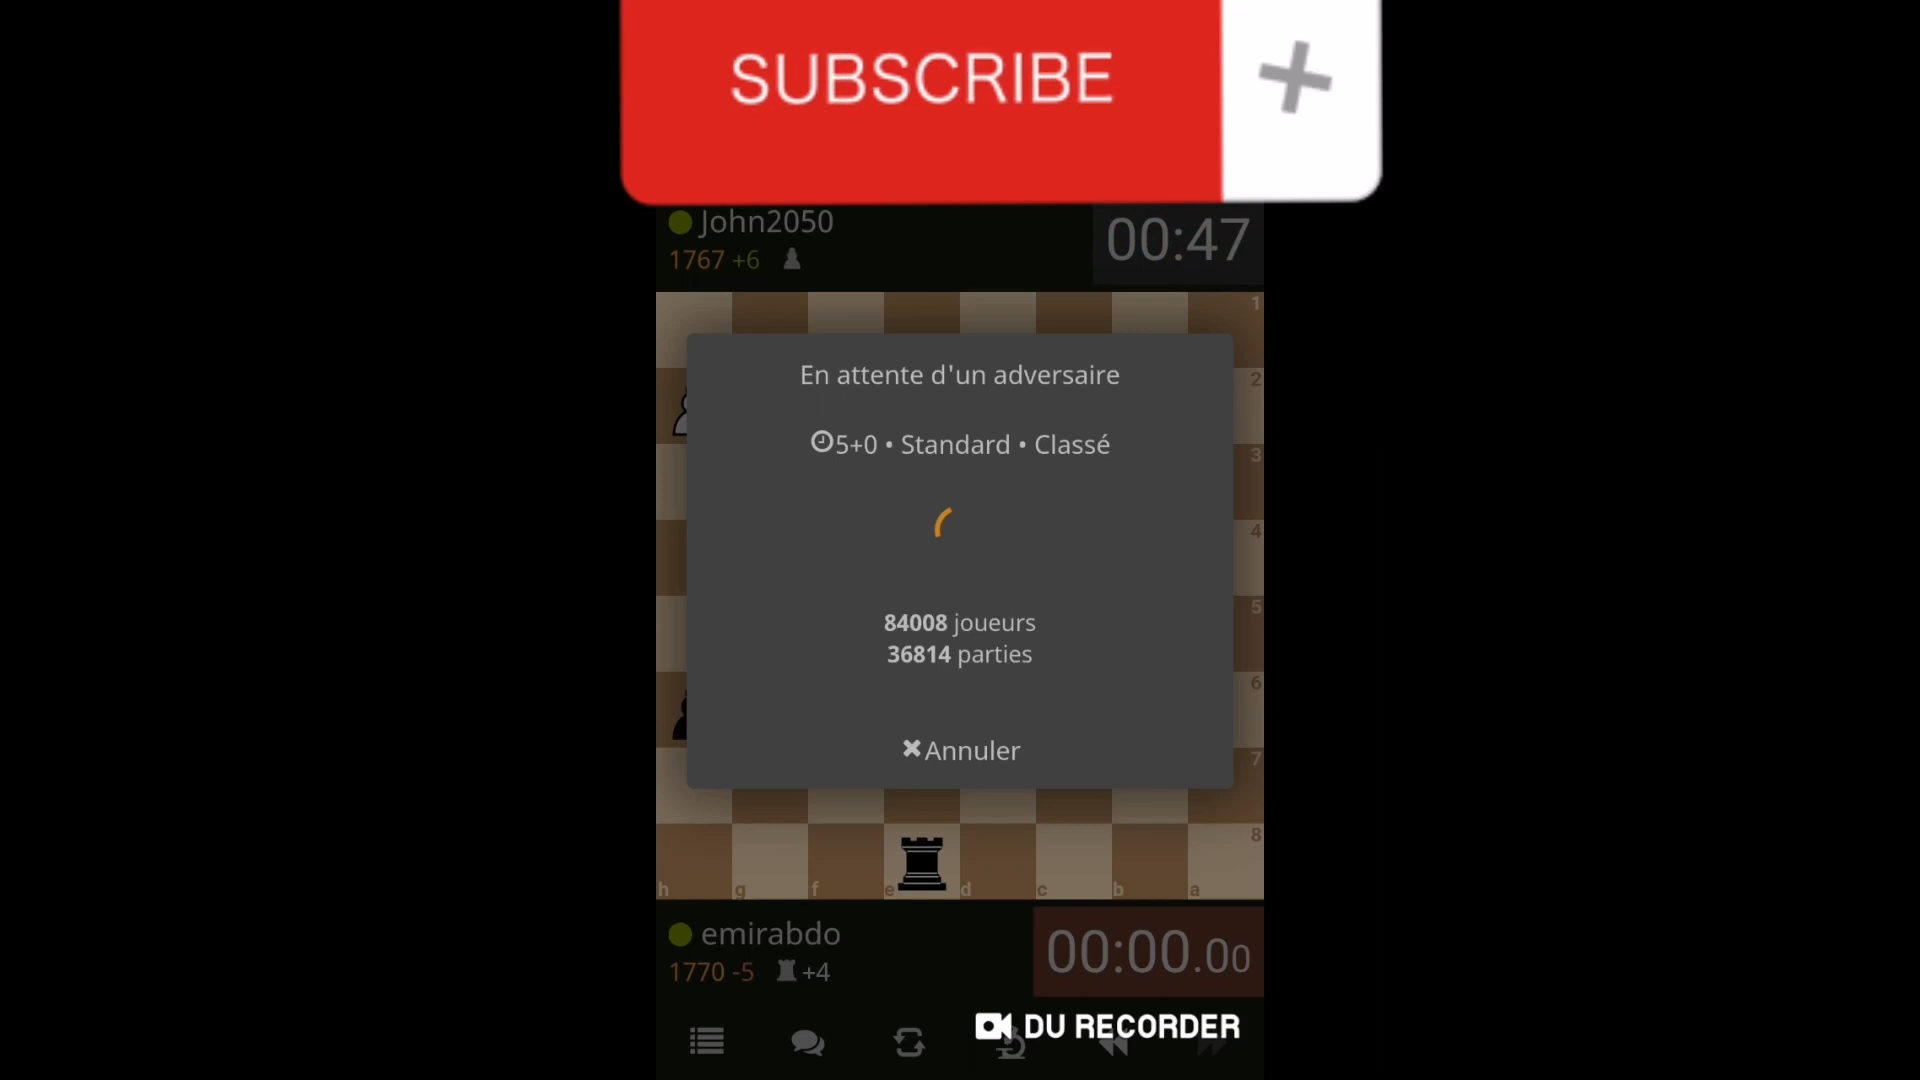 SUBSCRIBE
John2050
00:47
1767 +6
1
En attente d'un adversaire
2
5+0 • Standard • Classé
3
4
5
84008 joueurs
36814 parties
6
7
Annuler
8
h g f e d c b a
emirabdo
00:00.00
1770 -5 +4
DU RECORDER